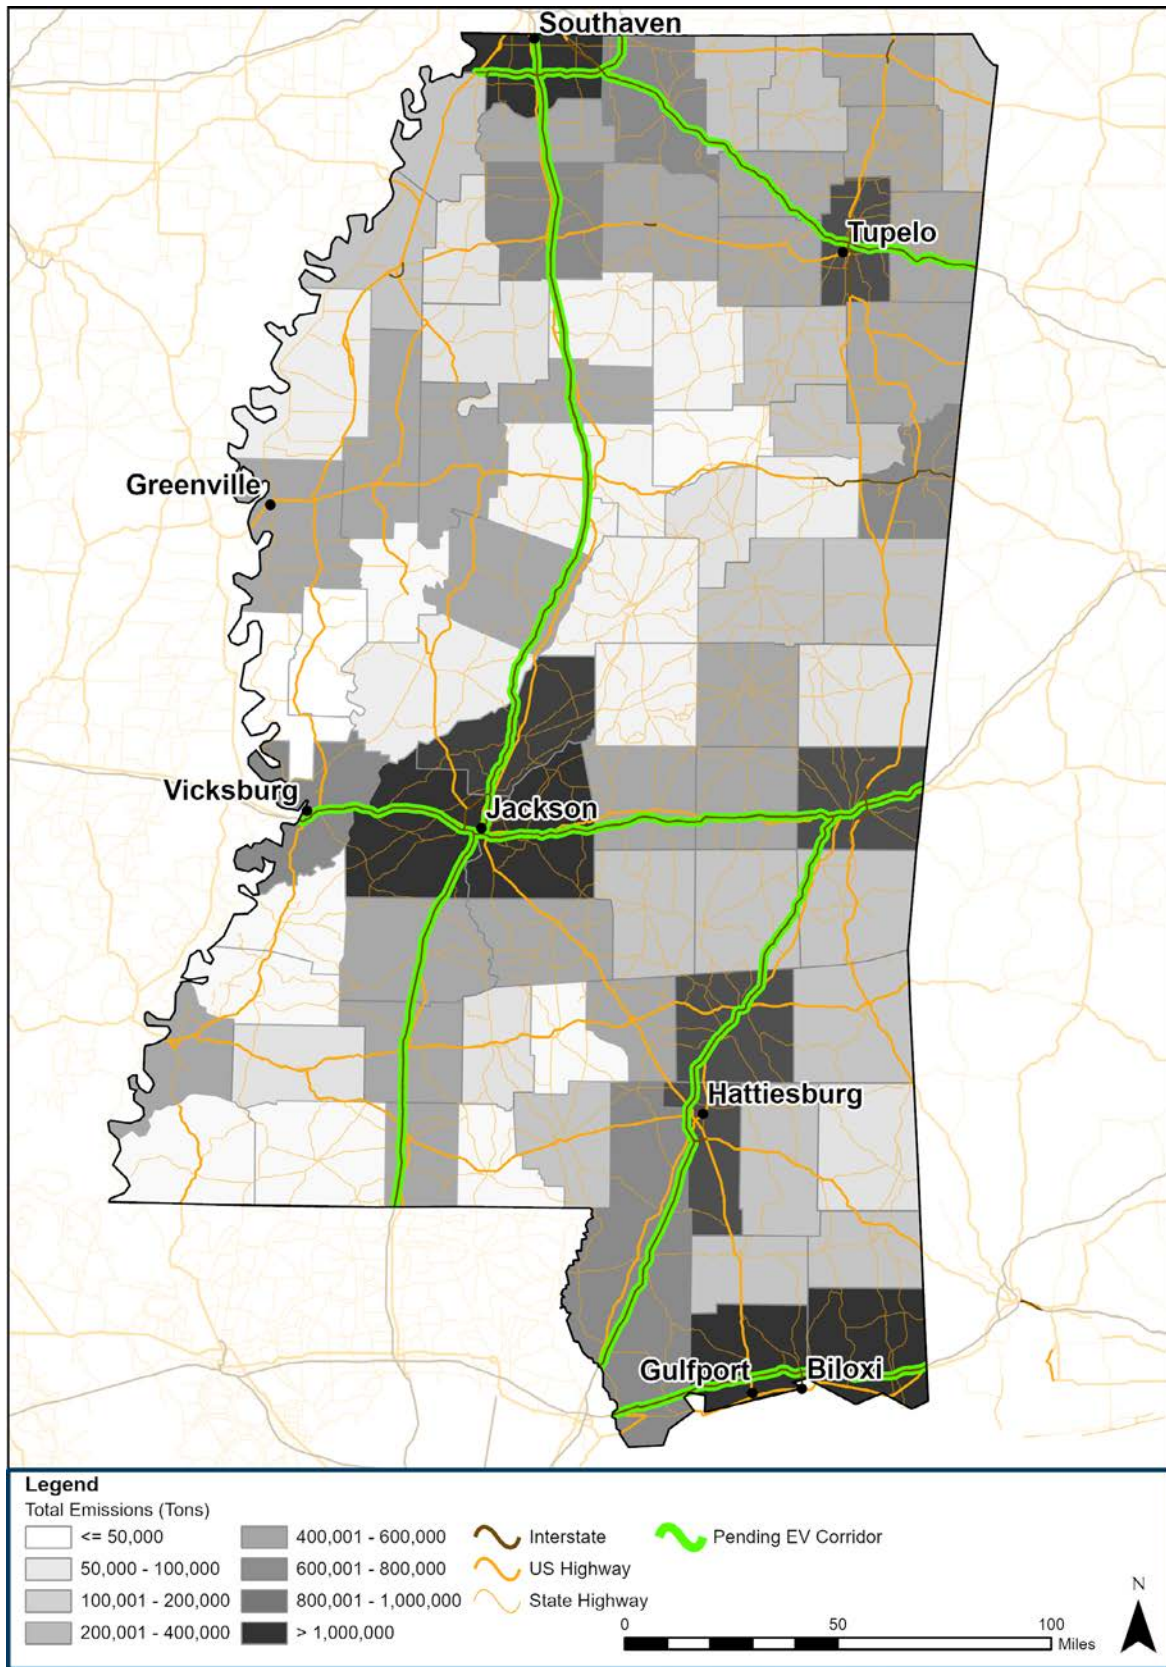 Southaven
Tupelo
Greenville
Vicksburg
Jackson
Hattiesburg
Gulfport
Biloxi
Legend
Total Emissions (Tons)
<= 50,000
50,000 - 100,000
100,001 - 200,000
200,001 - 400,000
400,001 - 600,000
600,001 - 800,000
800,001 - 1,000,000
> 1,000,000
Interstate
US Highway
State Highway
Pending EV Corridor
N
0 50 100
Miles